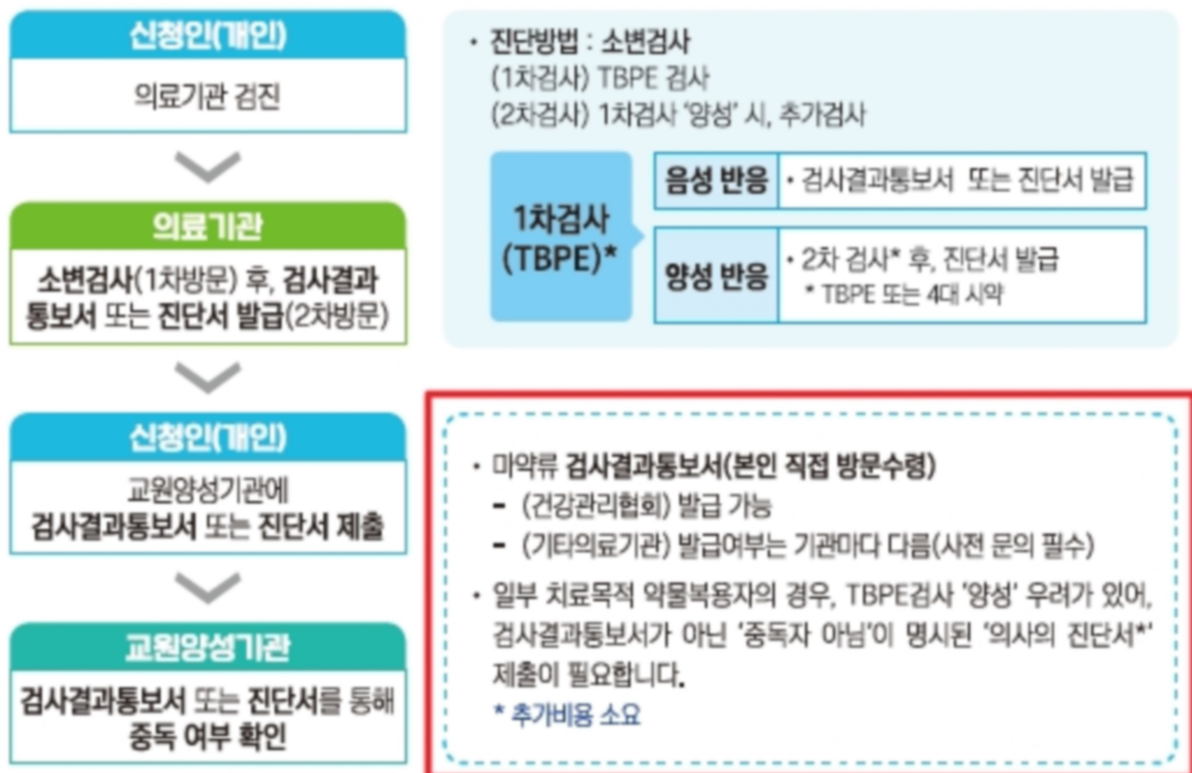 신청인(개인)
의료기관 검진
의료기관
소변검사(1차방문) 후, 검사결과
통보서 또는 진단서 발급(2차방문)
신청인(개인)
교원양성기관에
검사결과통보서 또는 진단서 제출
교원양성기관
검사결과통보서 또는 진단서를 통해
중독 여부 확인
• 진단방법 : 소변검사
(1차검사) TBPE 검사
(2차검사) 1차검사 '양성' 시, 추가검사
1차검사
(TBPE)*
음성 반응 • 검사결과통보서 또는 진단서 발급
양성 반응 • 2차 검사* 후, 진단서 발급
* TBPE 또는 4대 시약
• 마약류 검사결과통보서(본인 직접 방문수령)
- (건강관리협회) 발급 가능
- (기타의료기관) 발급여부는 기관마다 다름(사전 문의 필수)
• 일부 치료목적 약물복용자의 경우, TBPE검사 '양성' 우려가 있어,
검사결과통보서가 아닌 '중독자 아님'이 명시된 '의사의 진단서*'
제출이 필요합니다.
* 추가비용 소요